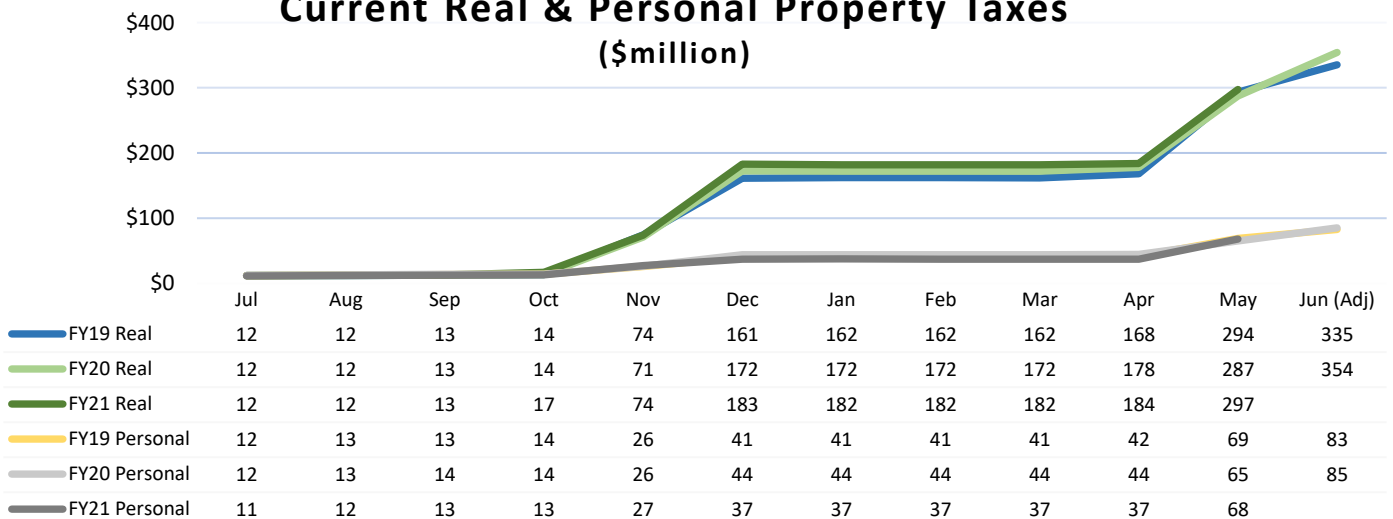 Current Real & Personal Property Taxes
($million)
$400
$300
$200
$100
$0
Jul Aug Sep Oct Nov Dec Jan Feb Mar Apr May Jun (Adj)
FY19 Real 12 12 13 14 74 161 162 162 162 168 294 335
FY20 Real 12 12 13 14 71 172 172 172 172 178 287 354
FY21 Real 12 12 13 17 74 183 182 182 182 184 297
FY19 Personal 12 13 13 14 26 41 41 41 41 42 69 83
FY20 Personal 12 13 14 14 26 44 44 44 44 44 65 85
FY21 Personal 11 12 13 13 27 37 37 37 37 37 68